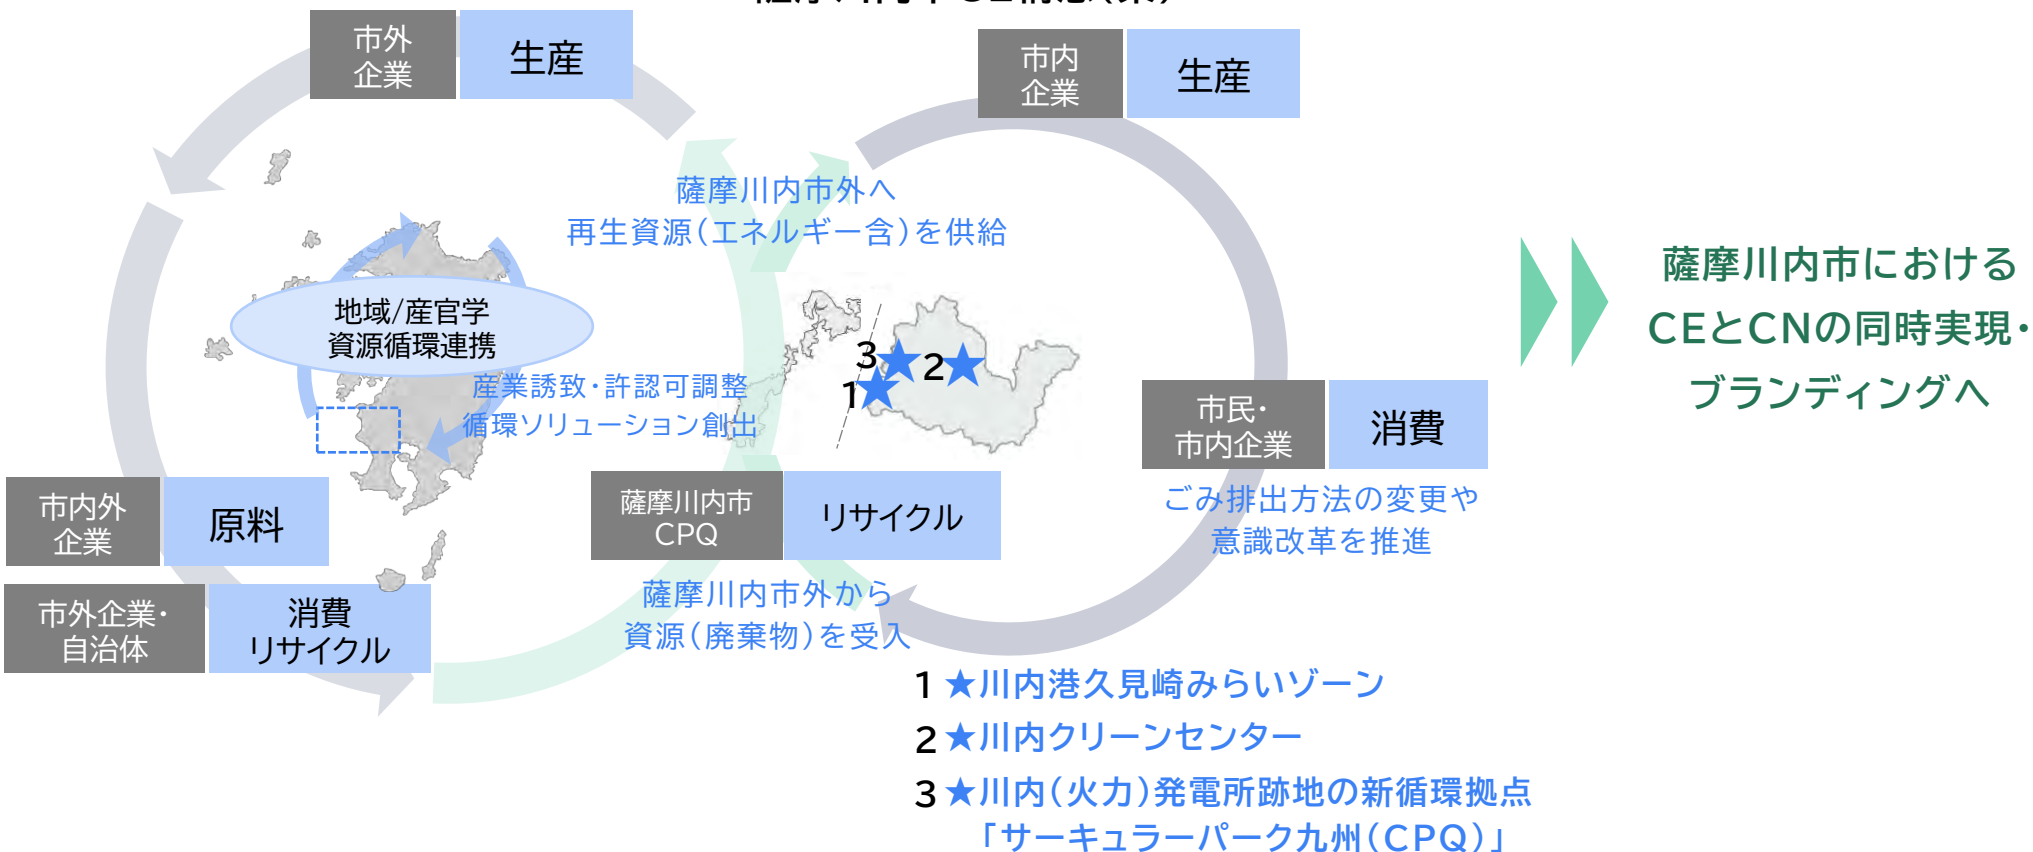 市外
企業
生産
市内
企業
生産
薩摩川内市外へ
再生資源(エネルギー含)を供給
地域/産官学
資源循環連携
産業誘致・許認可調整
循環ソリューション創出
3
2
1
薩摩川内市における
CEとCNの同時実現・
ブランディングへ
市民・
市内企業
消費
ごみ排出方法の変更や
意識改革を推進
市内外
企業
原料
薩摩川内市
CPQ
リサイクル
市外企業・
自治体
消費
リサイクル
薩摩川内市外から
資源(廃棄物)を受入
1 ★川内港久見崎みらいゾーン
2 ★川内クリーンセンター
3 ★川内(火力)発電所跡地の新循環拠点
「サーキュラーパーク九州(CPQ)」